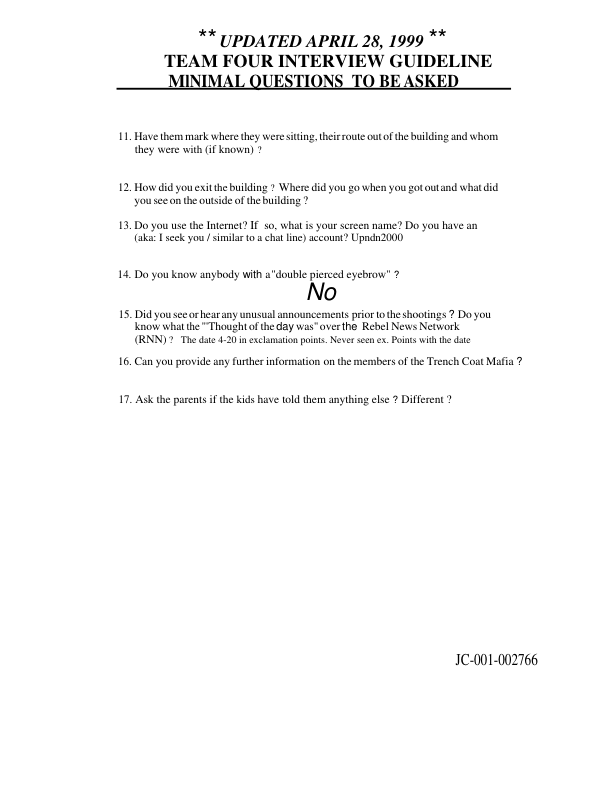 ** UPDATED APRIL 28, 1999 **
TEAM FOUR INTERVIEW GUIDELINE
MlNIMAL QUESTIONS TO BE ASKED
11. Have them mark where they were sitting, their route out of the building and whom
they were with (if known) ?
12. How did you exit the building ? Where did you go when you got out and what did
you see on the outside of the building ?
13. Do you use the Internet? If so, what is your screen name? Do you have an
(aka: I seek you / similar to a chat line) account? Upndn2000
14. Do you know anybody with a "double pierced eyebrow" ?
No
15. Did you see or hear any unusual announcements prior to the shootings ? Do you
know what the "'Thought of the day was" over the Rebel News Network
(RNN) ? The date 4-20 in exclamation points. Never seen ex. Points with the date
16. Can you provide any further information on the members of the Trench Coat Mafia ?
17. Ask the parents if the kids have told them anything else ? Different ?
JC-001-002766